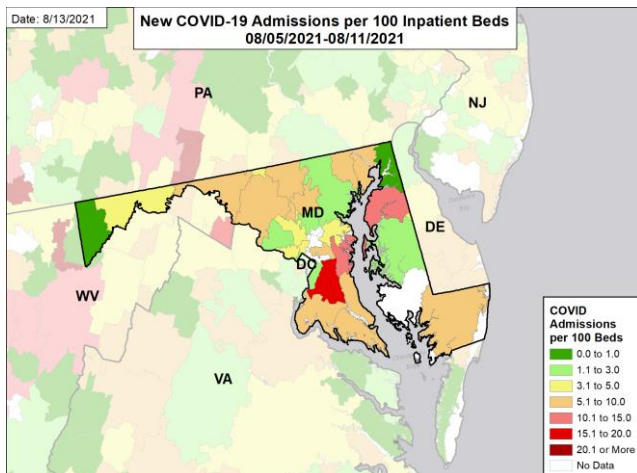 Date: 8/13/2021
New COVID-19 Admissions per 100 Inpatient Beds
08/05/2021-08/11/2021
PA
NJ
MD
DE
DC
WV
VA
COVID
Admissions
per 100 Beds
0.0 to 1.0
1.1 to 3.0
3.1 to 5.0
5.1 to 10.0
10.1 to 15.0
15.1 to 20.0
20.1 or More
No Data